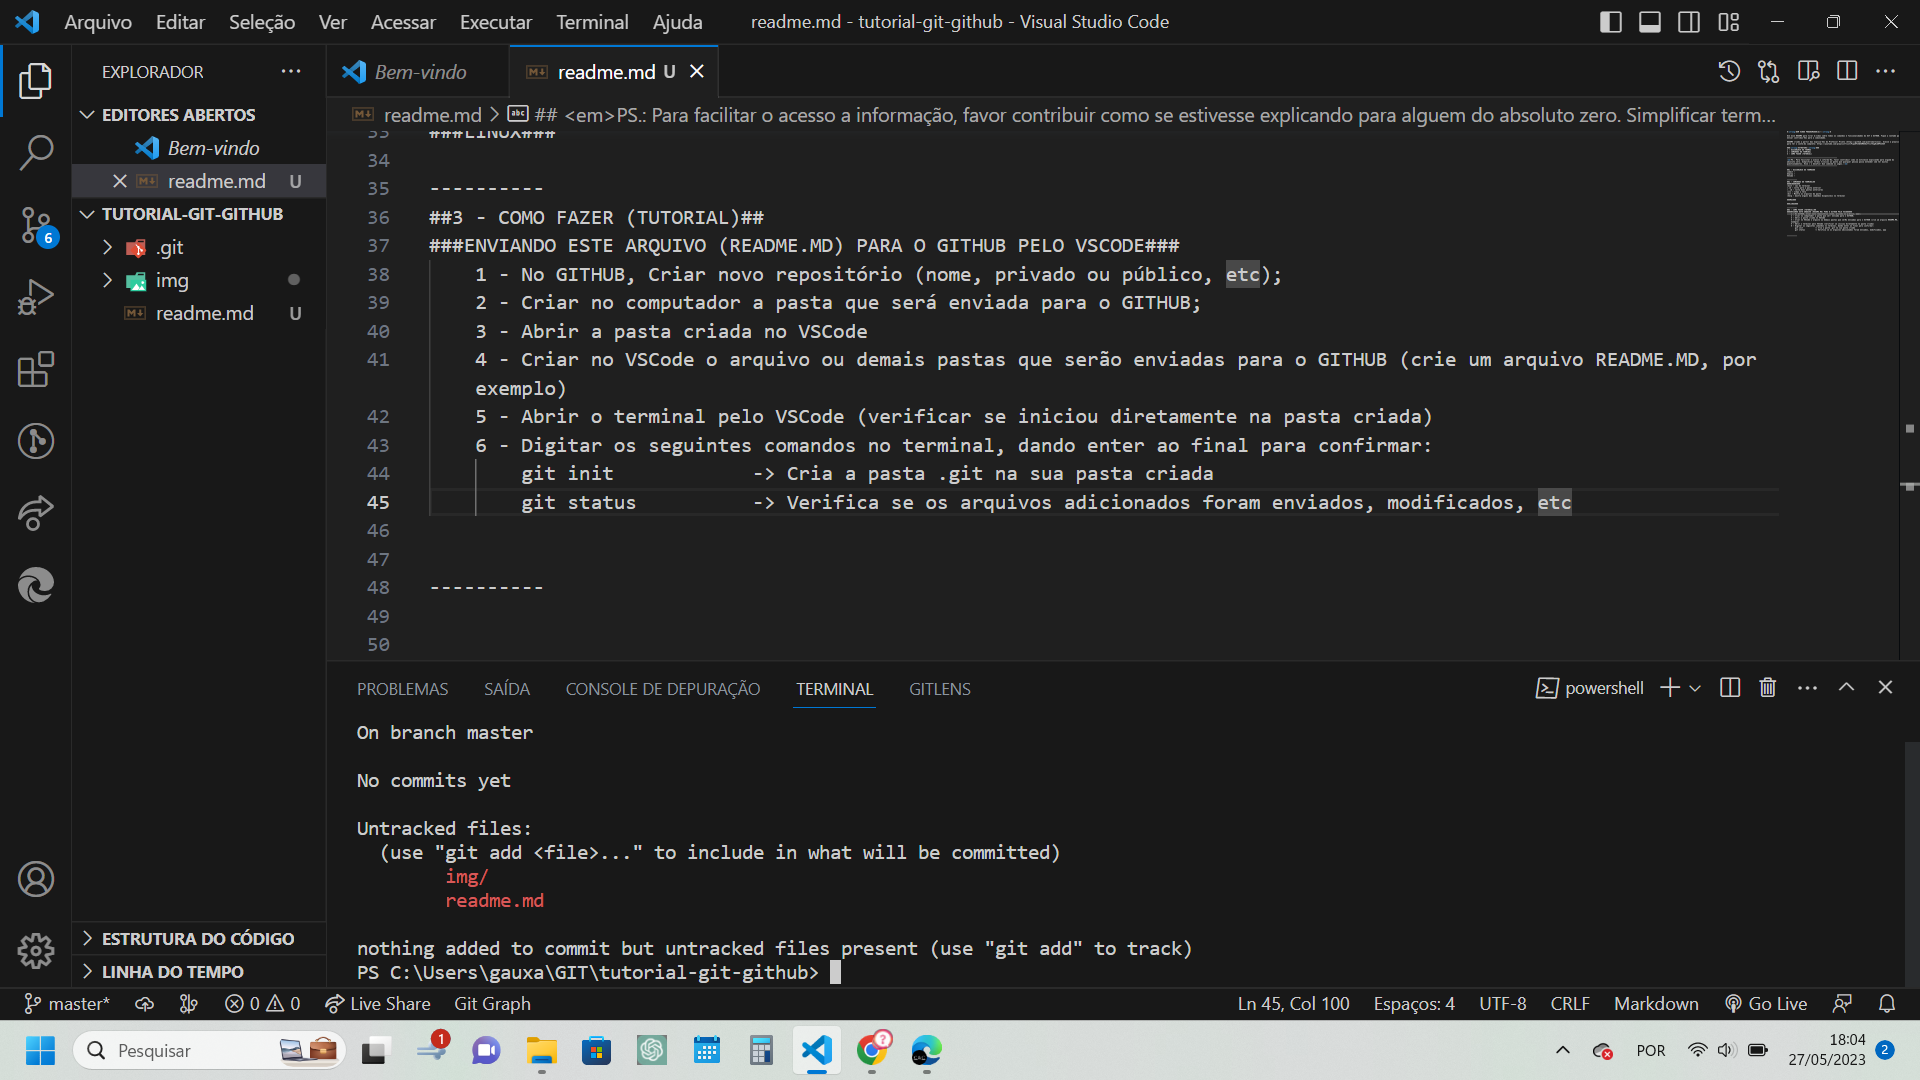 Arquivo Editar Seleção Ver Acessar Executar Terminal Ajuda readme.md - tutorial-git-github - Visual Studio Code
EXPLORADOR
Bem-vindo readme.md U
EDITORES ABERTOS
Bem-vindo
readme.md U
TUTORIAL-GIT-GITHUB
.git
img
readme.md U
6
ESTRUTURA DO CÓDIGO
LINHA DO TEMPO
readme.md > ## <em>PS.: Para facilitar o acesso a informação, favor contribuir como se estivesse explicando para alguem do absoluto zero. Simplificar term...
33 ###LINUX###
34
35 ----------
36 ##3 - COMO FAZER (TUTORIAL)##
37 ###ENVIANDO ESTE ARQUIVO (README.MD) PARA O GITHUB PELO VSCODE###
38 1 - No GITHUB, Criar novo repositório (nome, privado ou público, etc);
39 2 - Criar no computador a pasta que será enviada para o GITHUB;
40 3 - Abrir a pasta criada no VSCode
41 4 - Criar no VSCode o arquivo ou demais pastas que serão enviadas para o GITHUB (crie um arquivo README.MD, por
exemplo)
42 5 - Abrir o terminal pelo VSCode (verificar se iniciou diretamente na pasta criada)
43 6 - Digitar os seguintes comandos no terminal, dando enter ao final para confirmar:
44 git init -> Cria a pasta .git na sua pasta criada
45 git status -> Verifica se os arquivos adicionados foram enviados, modificados, etc
46
47
48 ----------
49
50
PROBLEMAS SAÍDA CONSOLE DE DEPURAÇÃO TERMINAL GITLENS powershell
On branch master
No commits yet
Untracked files:
(use "git add <file>..." to include in what will be committed)
img/
readme.md
nothing added to commit but untracked files present (use "git add" to track)
PS C:\Users\gauxa\GIT\tutorial-git-github>
master* 0 0 Live Share Git Graph Ln 45, Col 100 Espaços: 4 UTF-8 CRLF Markdown Go Live
Pesquisar 1 POR 18:04
27/05/2023 2